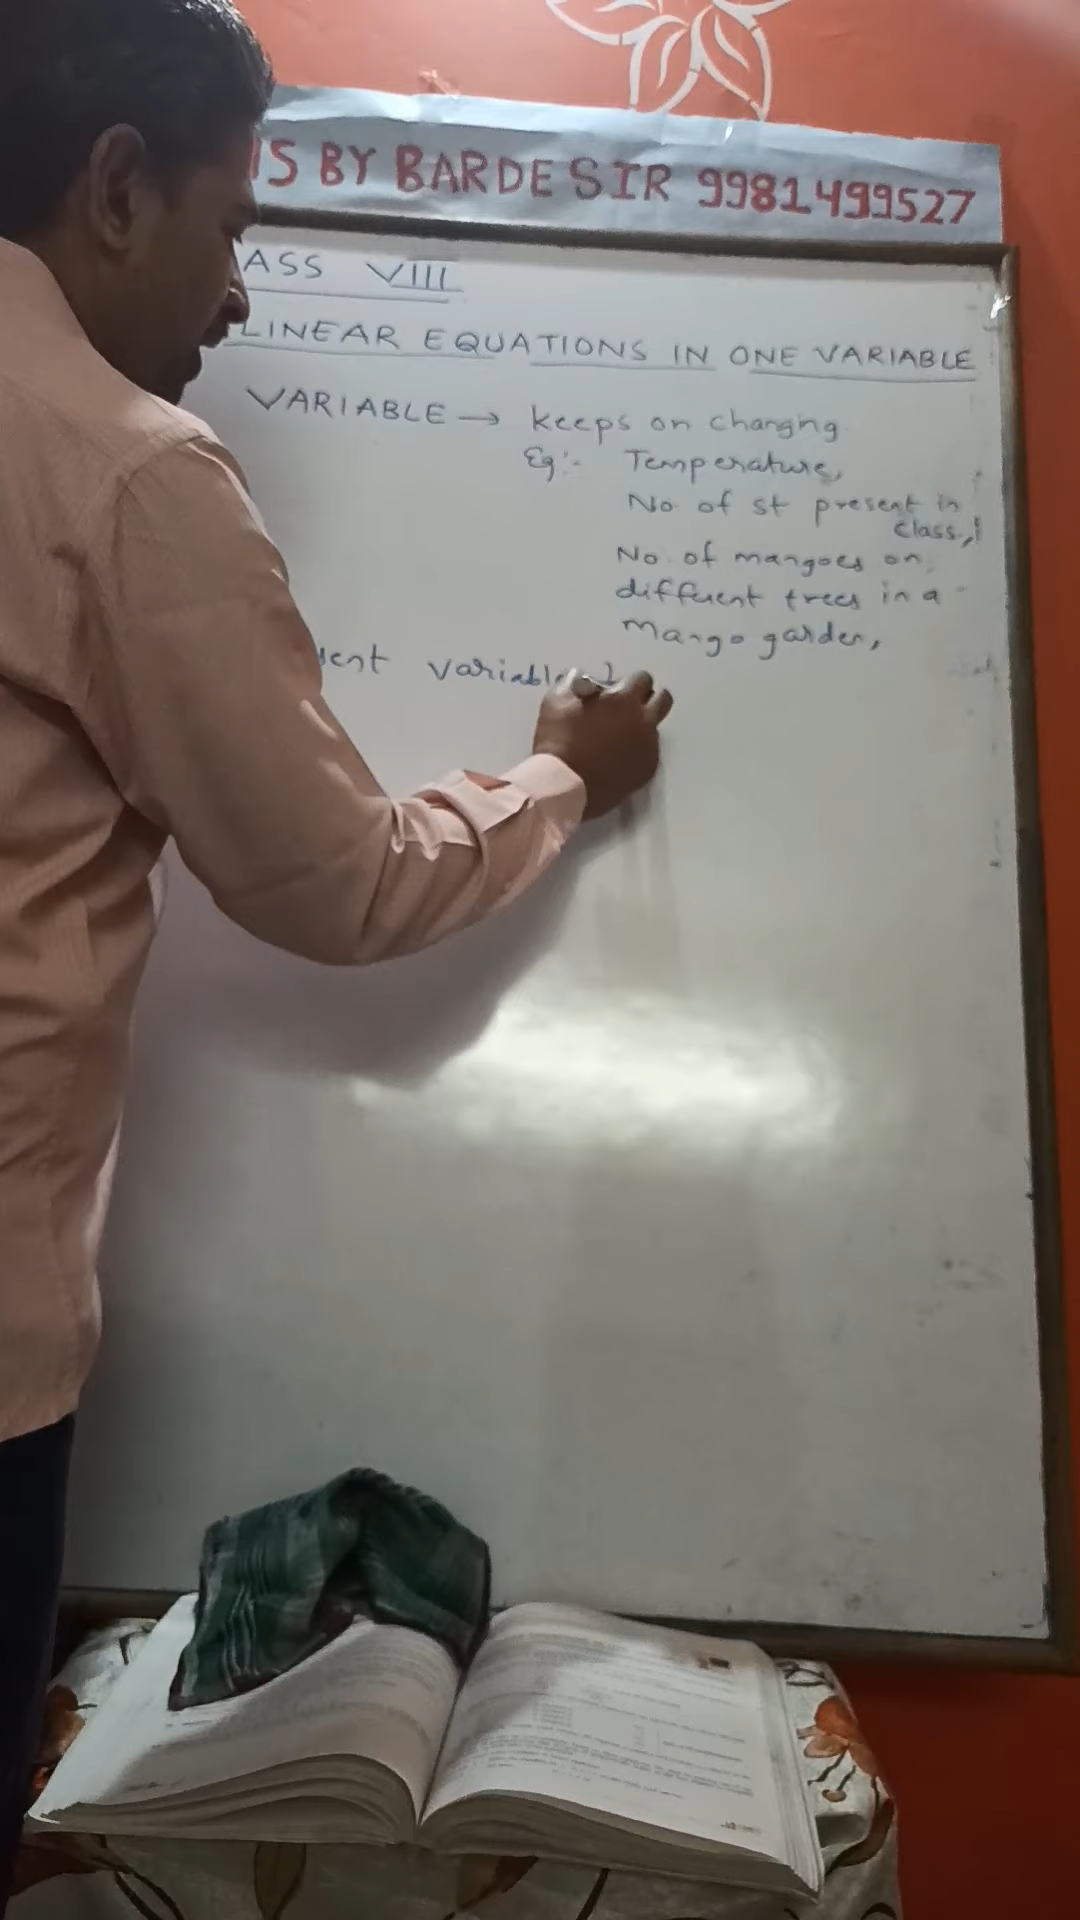 BY BARDE SIR 9981499527
ASS VIII
LINEAR EQUATIONS IN ONE VARIABLE
VARIABLE → keeps on changing
Eg:- Temperature,
No. of st present in
class,
No. of mangoes on
different trees in a
Mango garden,
dent variable